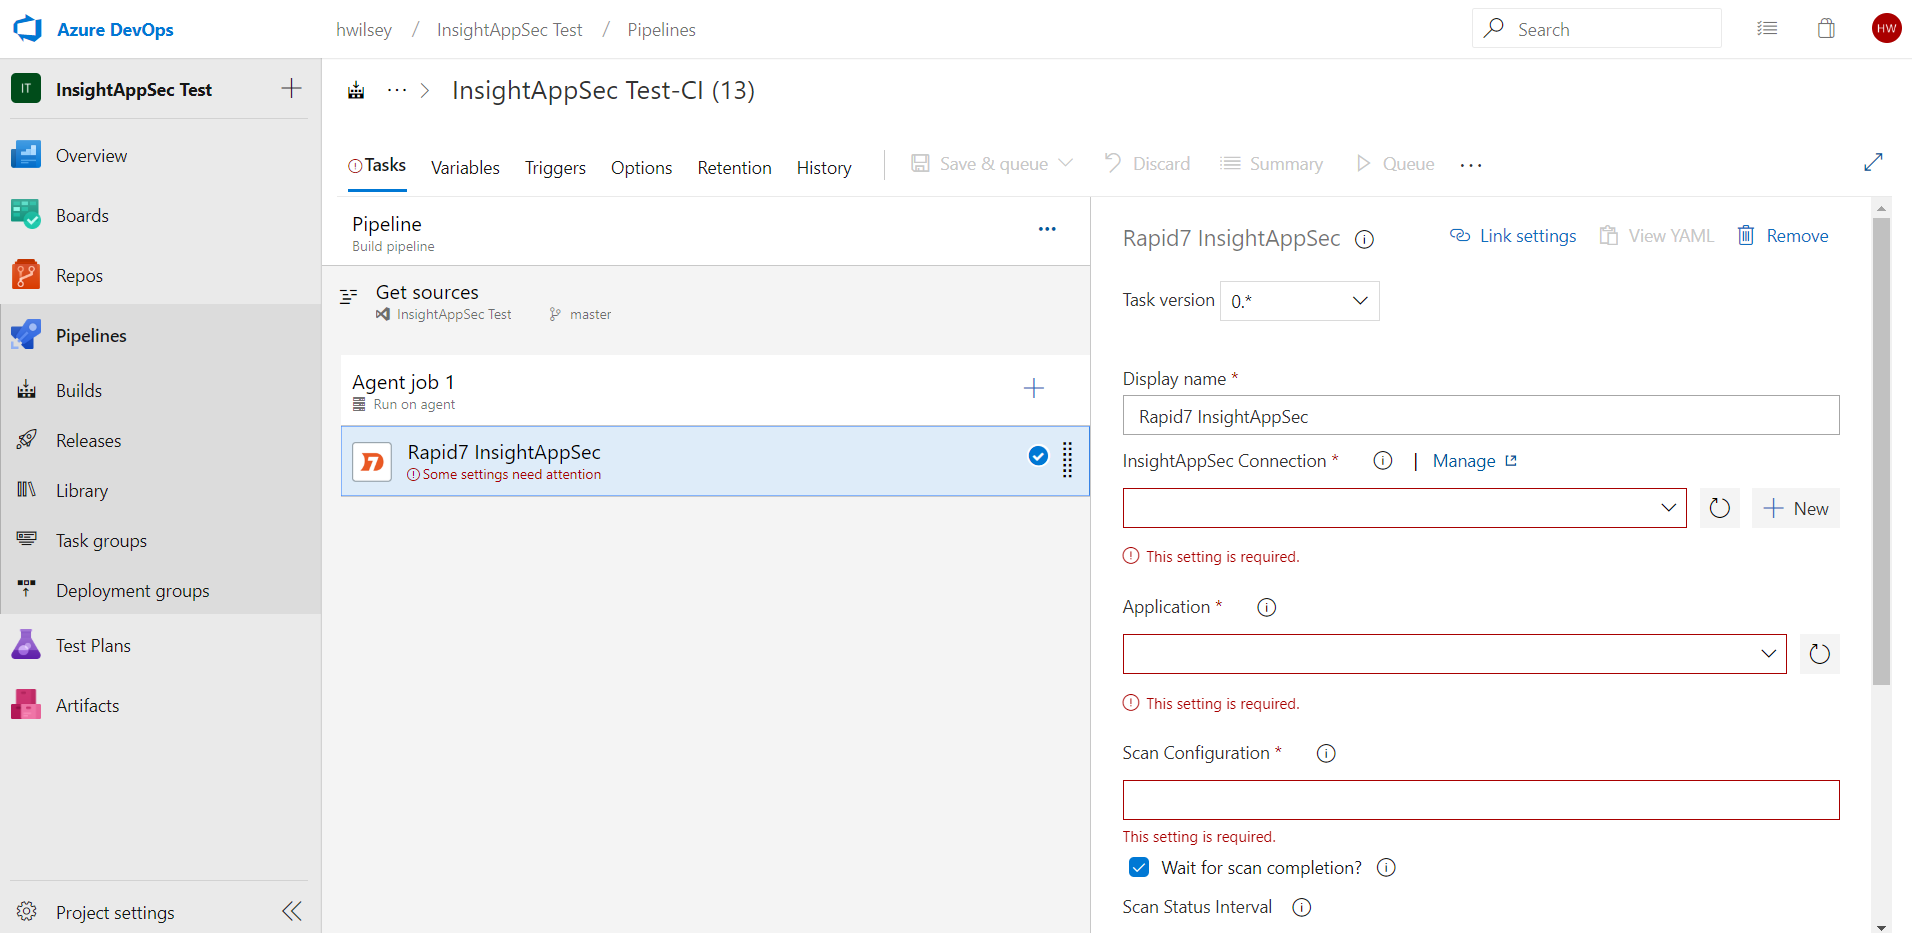 Azure DevOps
hwilsey / InsightAppSec Test / Pipelines
Search
HW
IT InsightAppSec Test
Overview
Boards
Repos
Pipelines
Builds
Releases
Library
Task groups
Deployment groups
Test Plans
Artifacts
Project settings
··· > InsightAppSec Test-CI (13)
Tasks Variables Triggers Options Retention History Save & queue Discard Summary Queue ···
Pipeline
Build pipeline
Get sources
InsightAppSec Test master
Agent job 1
Run on agent
Rapid7 InsightAppSec
Some settings need attention
Rapid7 InsightAppSec Link settings View YAML Remove
Task version 0.*
Display name *
Rapid7 InsightAppSec
InsightAppSec Connection * | Manage
New
This setting is required.
Application *
This setting is required.
Scan Configuration *
This setting is required.
Wait for scan completion?
Scan Status Interval